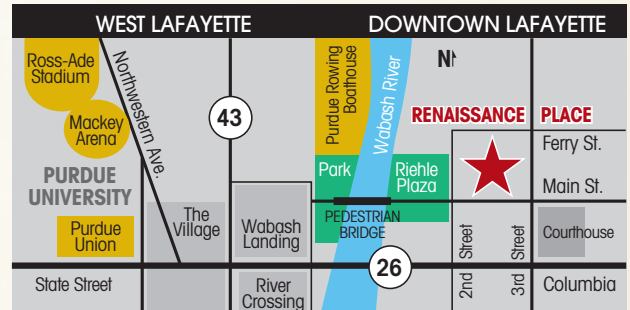 WEST LAFAYETTE
DOWNTOWN LAFAYETTE
Ross-Ade
Stadium
Northwestern Ave.
43
Purdue Rowing
Boathouse
Wabash River
N
RENAISSANCE PLACE
Mackey
Arena
Ferry St.
PURDUE
UNIVERSITY
Park
Riehle
Plaza
Main St.
Purdue
Union
The
Village
Wabash
Landing
PEDESTRIAN
BRIDGE
2nd Street
3rd Street
Courthouse
26
State Street
River
Crossing
Columbia